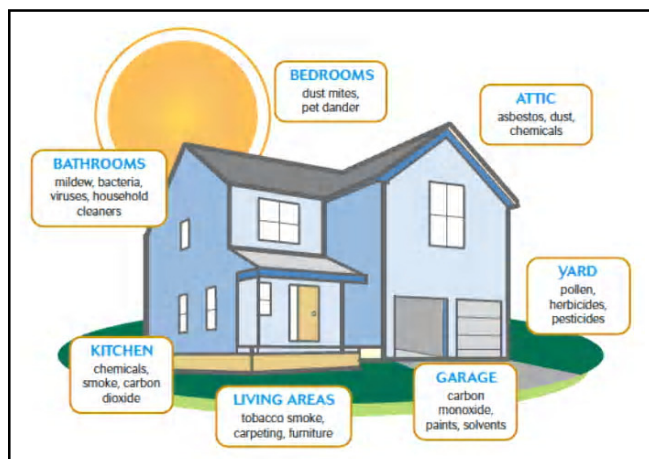 BEDROOMS
dust mites,
pet dander
ATTIC
asbestos, dust,
chemicals
BATHROOMS
mildew, bacteria,
viruses, household
cleaners
YARD
pollen,
herbicides,
pesticides
KITCHEN
chemicals,
smoke, carbon
dioxide
LIVING AREAS
tobacco smoke,
carpeting, furniture
GARAGE
carbon
monoxide,
paints, solvents